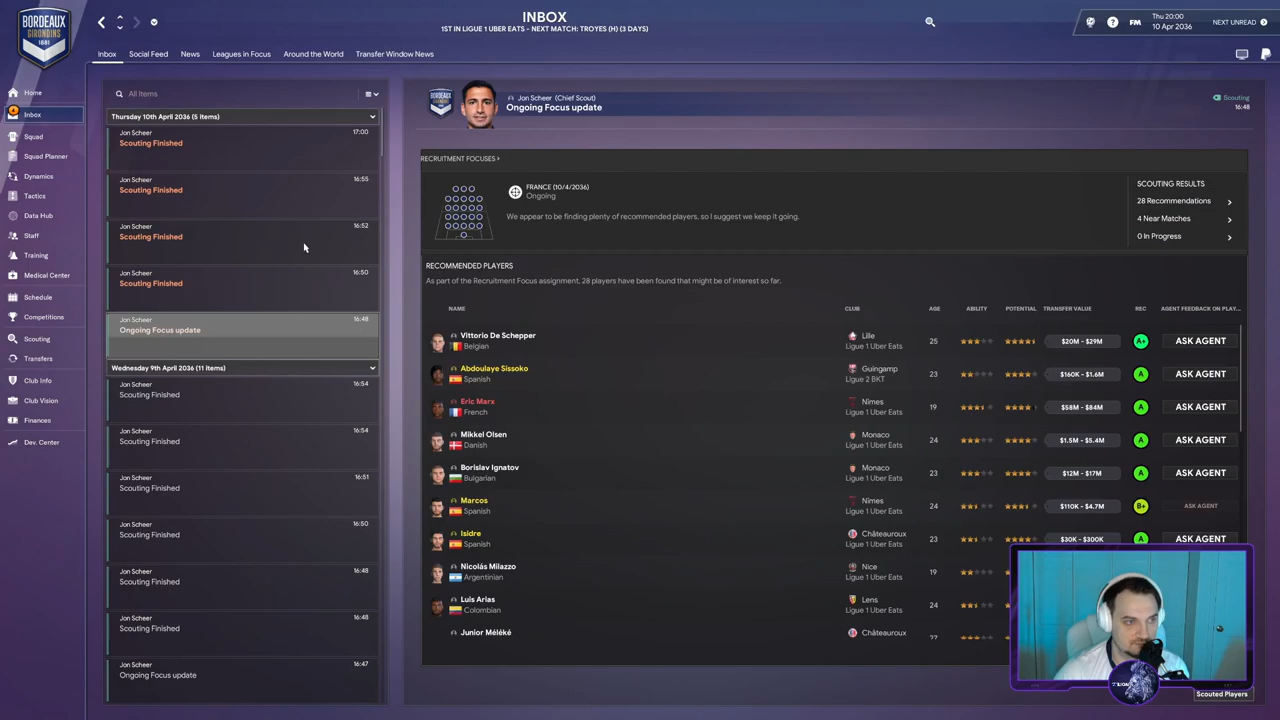 BORDEAUX
GIRONDINS
1881
INBOX
1ST IN LIGUE 1 UBER EATS - NEXT MATCH: TROYES (H) (3 DAYS)
FM
Thu 20:00
10 Apr 2036
NEXT UNREAD
Inbox
Social Feed
News
Leagues in Focus
Around the World
Transfer Window News
Home
Inbox
Squad
Squad Planner
Dynamics
Tactics
Data Hub
Staff
Training
Medical Center
Schedule
Competitions
Scouting
Transfers
Club Info
Club Vision
Finances
Dev. Center
All Items
Thursday 10th April 2036 (5 Items)
Jon Scheer 17:00
Scouting Finished
Jon Scheer 16:55
Scouting Finished
Jon Scheer 16:52
Scouting Finished
Jon Scheer 16:50
Scouting Finished
Jon Scheer 16:48
Ongoing Focus update
Wednesday 9th April 2036 (11 Items)
Jon Scheer 16:54
Scouting Finished
Jon Scheer 16:54
Scouting Finished
Jon Scheer 16:51
Scouting Finished
Jon Scheer 16:50
Scouting Finished
Jon Scheer 16:48
Scouting Finished
Jon Scheer 16:48
Scouting Finished
Jon Scheer 16:47
Ongoing Focus update
Jon Scheer (Chief Scout)
Ongoing Focus update
Scouting
16:48
RECRUITMENT FOCUSES
FRANCE (10/4/2036)
Ongoing
We appear to be finding plenty of recommended players, so I suggest we keep it going.
SCOUTING RESULTS
28 Recommendations
4 Near Matches
0 In Progress
RECOMMENDED PLAYERS
As part of the Recruitment Focus assignment, 28 players have been found that might be of interest so far.
NAME CLUB AGE ABILITY POTENTIAL TRANSFER VALUE REC AGENT FEEDBACK ON PLAY...
Vittorio De Schepper Lille 25 $20M - $29M A+ ASK AGENT
Belgian Ligue 1 Uber Eats
Abdoulaye Sissoko Guingamp 23 $160K - $1.6M A ASK AGENT
Spanish Ligue 2 BKT
Eric Marx Nîmes 19 $58M - $84M A ASK AGENT
French Ligue 1 Uber Eats
Mikkel Olsen Monaco 24 $1.5M - $5.4M A ASK AGENT
Danish Ligue 1 Uber Eats
Borislav Ignatov Monaco 23 $12M - $17M A ASK AGENT
Bulgarian Ligue 1 Uber Eats
Marcos Nîmes 24 $110K - $4.7M B+ ASK AGENT
Spanish Ligue 1 Uber Eats
Isidre Châteauroux 23 $30K - $300K A ASK AGENT
Spanish Ligue 1 Uber Eats
Nicolás Milazzo Nice 19
Argentinian Ligue 1 Uber Eats
Luis Arias Lens 24
Colombian Ligue 1 Uber Eats
Junior Méléké Châteauroux
Scouted Players